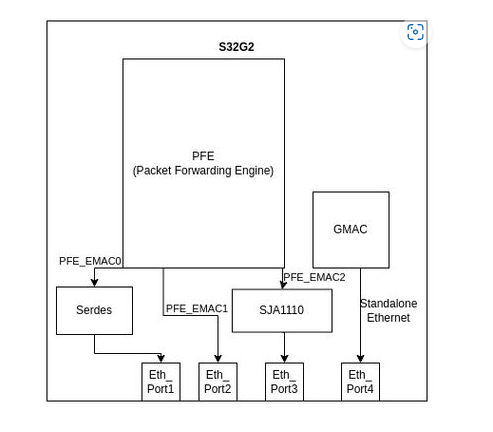 S32G2
PFE
(Packet Forwarding Engine)
GMAC
PFE_EMAC0
PFE_EMAC2
Serdes
PFE_EMAC1
SJA1110
Standalone
Ethernet
Eth_
Port1
Eth_
Port2
Eth_
Port3
Eth_
Port4